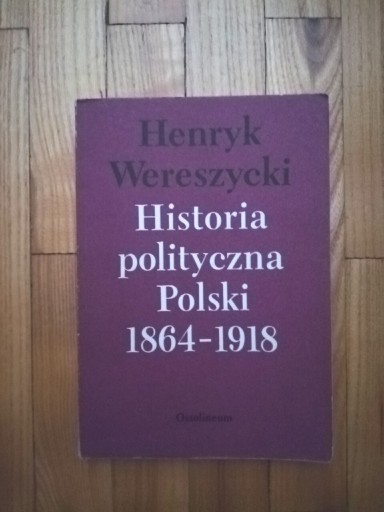 Henryk
Wereszycki
Historia
polityczna
Polski
1864-1918
Ossolineum